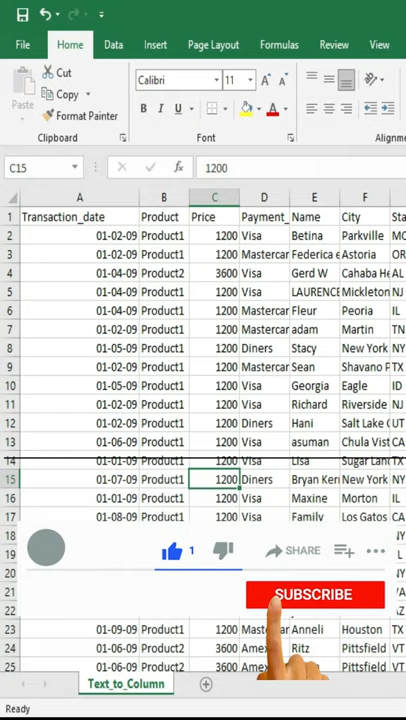 File Home Data Insert Page Layout Formulas Review View
Cut
Copy
Paste Format Painter
Calibri 11 A A
B I U A
Clipboard Font Alignme
C15 fx 1200
A B C D E F
1 Transaction_date Product Price Payment_ Name City Sta
2 01-02-09 Product1 1200 Visa Betina Parkville MO
3 01-02-09 Product1 1200 Mastercar Federica e Astoria OR
4 01-04-09 Product2 3600 Visa Gerd W Cahaba He
5 01-04-09 Product1 1200 Visa LAURENCE Mickleton NJ
6 01-04-09 Product1 1200 Mastercar Fleur Peoria IL
7 01-02-09 Product1 1200 Mastercar adam Martin TN
8 01-05-09 Product1 1200 Diners Stacy New York NY
9 01-02-09 Product1 1200 Mastercar Sean Shavano P TX
10 01-05-09 Product1 1200 Visa Georgia Eagle ID
11 01-02-09 Product1 1200 Visa Richard Riverside NJ
12 01-02-09 Product1 1200 Diners Hani Salt Lake C UT
13 01-06-09 Product1 1200 Visa asuman Chula Vist CA
14 01-01-09 Product1 1200 Visa Lisa Sugar Lan TX
15 01-07-09 Product1 1200 Diners Bryan Ker New York NY
16 01-01-09 Product1 1200 Visa Maxine Morton IL
17 01-08-09 Product1 1200 Visa Family Los Gatos CA
18 NY
19 1 SHARE
20
21
SUBSCRIBE
22 AZ
23 01-09-09 Product1 1200 Master Anneli Houston TX
24 01-06-09 Product2 3600 Amex Ritz Pittsfield
25 01-06-09 Product2 3600 Amex Pittsfield
Text_to_Column
Ready